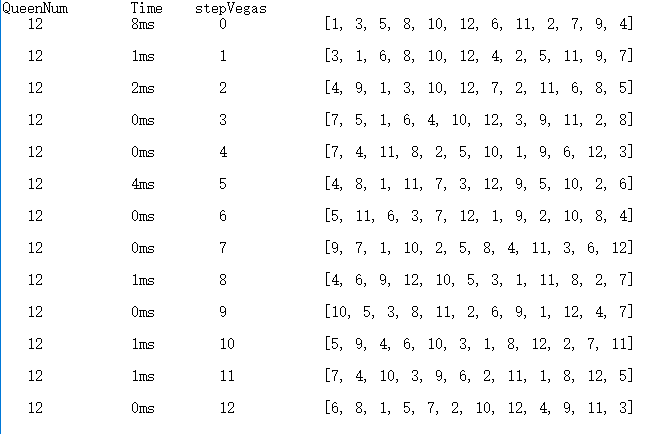 QueenNum Time stepVegas
12 8ms 0 [1, 3, 5, 8, 10, 12, 6, 11, 2, 7, 9, 4]
12 1ms 1 [3, 1, 6, 8, 10, 12, 4, 2, 5, 11, 9, 7]
12 2ms 2 [4, 9, 1, 3, 10, 12, 7, 2, 11, 6, 8, 5]
12 0ms 3 [7, 5, 1, 6, 4, 10, 12, 3, 9, 11, 2, 8]
12 0ms 4 [7, 4, 11, 8, 2, 5, 10, 1, 9, 6, 12, 3]
12 4ms 5 [4, 8, 1, 11, 7, 3, 12, 9, 5, 10, 2, 6]
12 0ms 6 [5, 11, 6, 3, 7, 12, 1, 9, 2, 10, 8, 4]
12 0ms 7 [9, 7, 1, 10, 2, 5, 8, 4, 11, 3, 6, 12]
12 1ms 8 [4, 6, 9, 12, 10, 5, 3, 1, 11, 8, 2, 7]
12 0ms 9 [10, 5, 3, 8, 11, 2, 6, 9, 1, 12, 4, 7]
12 1ms 10 [5, 9, 4, 6, 10, 3, 1, 8, 12, 2, 7, 11]
12 1ms 11 [7, 4, 10, 3, 9, 6, 2, 11, 1, 8, 12, 5]
12 0ms 12 [6, 8, 1, 5, 7, 2, 10, 12, 4, 9, 11, 3]